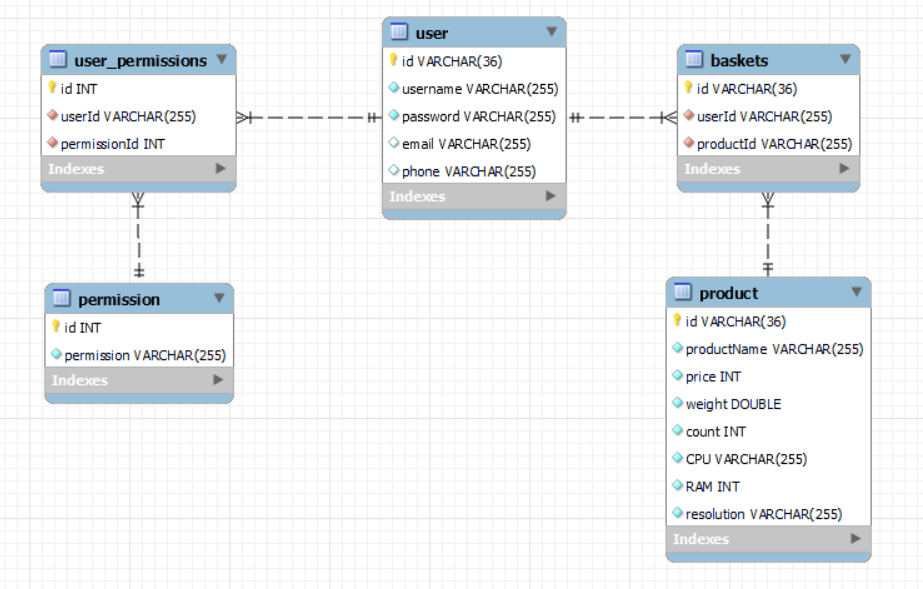 user_permissions
id INT
userId VARCHAR(255)
permissionId INT
Indexes
user
id VARCHAR(36)
username VARCHAR(255)
password VARCHAR(255)
email VARCHAR(255)
phone VARCHAR(255)
Indexes
baskets
id VARCHAR(36)
userId VARCHAR(255)
productId VARCHAR(255)
Indexes
permission
id INT
permission VARCHAR(255)
Indexes
product
id VARCHAR(36)
productName VARCHAR(255)
price INT
weight DOUBLE
count INT
CPU VARCHAR(255)
RAM INT
resolution VARCHAR(255)
Indexes